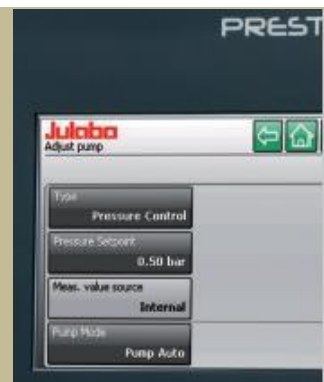 PREST
Julabo
Adjust pump
Type
Pressure Control
Pressure Setpoint
0.50 bar
Meas. value source
Internal
Pump Mode
Pump Auto